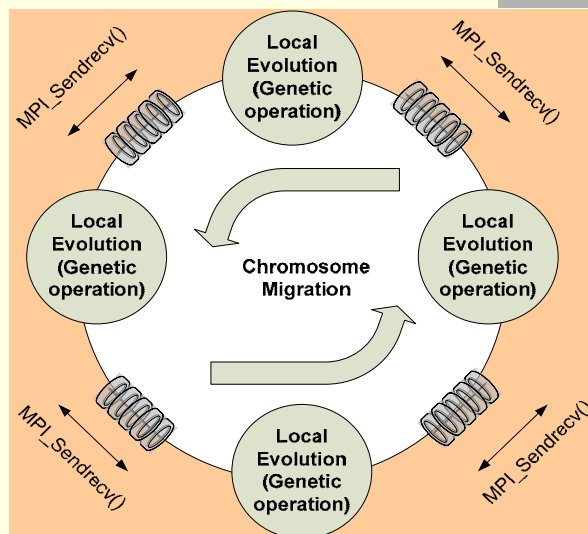 Local
Evolution
(Genetic
operation)
MPI_Sendrecv()
MPI_Sendrecv()
Local
Evolution
(Genetic
operation)
Chromosome
Migration
Local
Evolution
(Genetic
operation)
MPI_Sendrecv()
Local
Evolution
(Genetic
operation)
MPI_Sendrecv()